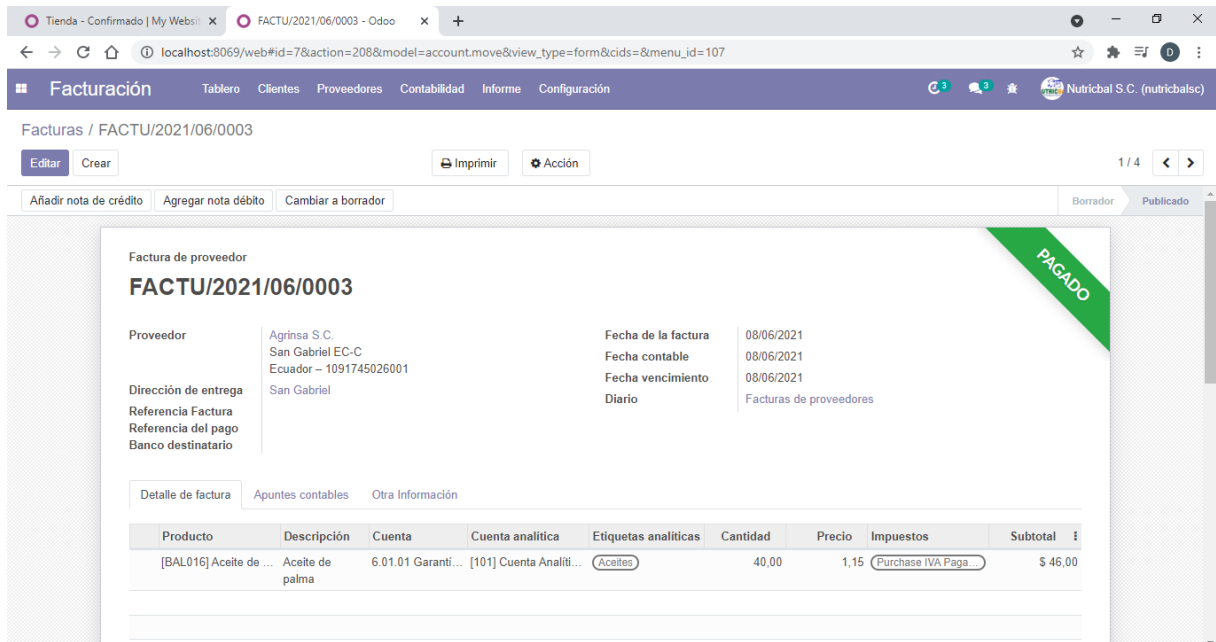 Tienda - Confirmado | My Websit
FACTU/2021/06/0003 - Odoo
localhost:8069/web#id=7&action=208&model=account.move&view_type=form&cids=&menu_id=107
D
Facturación Tablero Clientes Proveedores Contabilidad Informe Configuración 3 3 Nutricbal S.C. (nutricbalsc)
Facturas / FACTU/2021/06/0003
Editar Crear Imprimir Acción 1 / 4
Añadir nota de crédito Agregar nota débito Cambiar a borrador Borrador Publicado
PAGADO
Factura de proveedor
FACTU/2021/06/0003
Proveedor Agrinsa S.C. Fecha de la factura 08/06/2021
San Gabriel EC-C Fecha contable 08/06/2021
Ecuador – 1091745026001
Fecha vencimiento 08/06/2021
Dirección de entrega San Gabriel Diario Facturas de proveedores
Referencia Factura
Referencia del pago
Banco destinatario
Detalle de factura Apuntes contables Otra Información
Producto Descripción Cuenta Cuenta analítica Etiquetas analíticas Cantidad Precio Impuestos Subtotal
[BAL016] Aceite de ... Aceite de 6.01.01 Garantí... [101] Cuenta Analíti... Aceites 40,00 1,15 Purchase IVA Paga... $ 46,00
palma